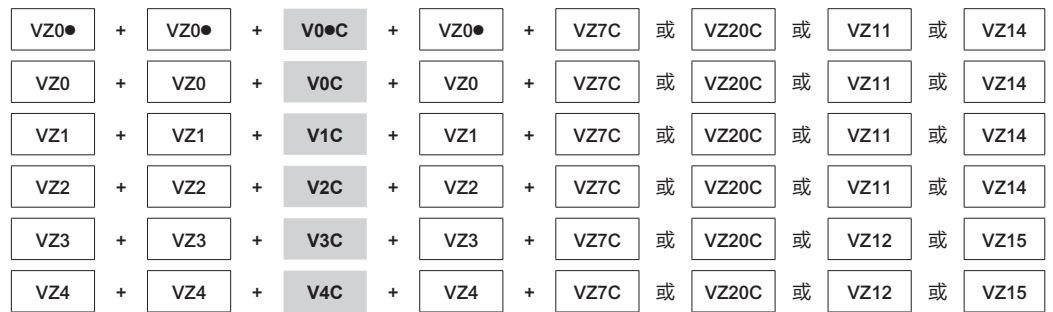 VZ0● + VZ0● + V0●C + VZ0● + VZ7C 或 VZ20C 或 VZ11 或 VZ14
VZ0 + VZ0 + V0C + VZ0 + VZ7C 或 VZ20C 或 VZ11 或 VZ14
VZ1 + VZ1 + V1C + VZ1 + VZ7C 或 VZ20C 或 VZ11 或 VZ14
VZ2 + VZ2 + V2C + VZ2 + VZ7C 或 VZ20C 或 VZ11 或 VZ14
VZ3 + VZ3 + V3C + VZ3 + VZ7C 或 VZ20C 或 VZ12 或 VZ15
VZ4 + VZ4 + V4C + VZ4 + VZ7C 或 VZ20C 或 VZ12 或 VZ15